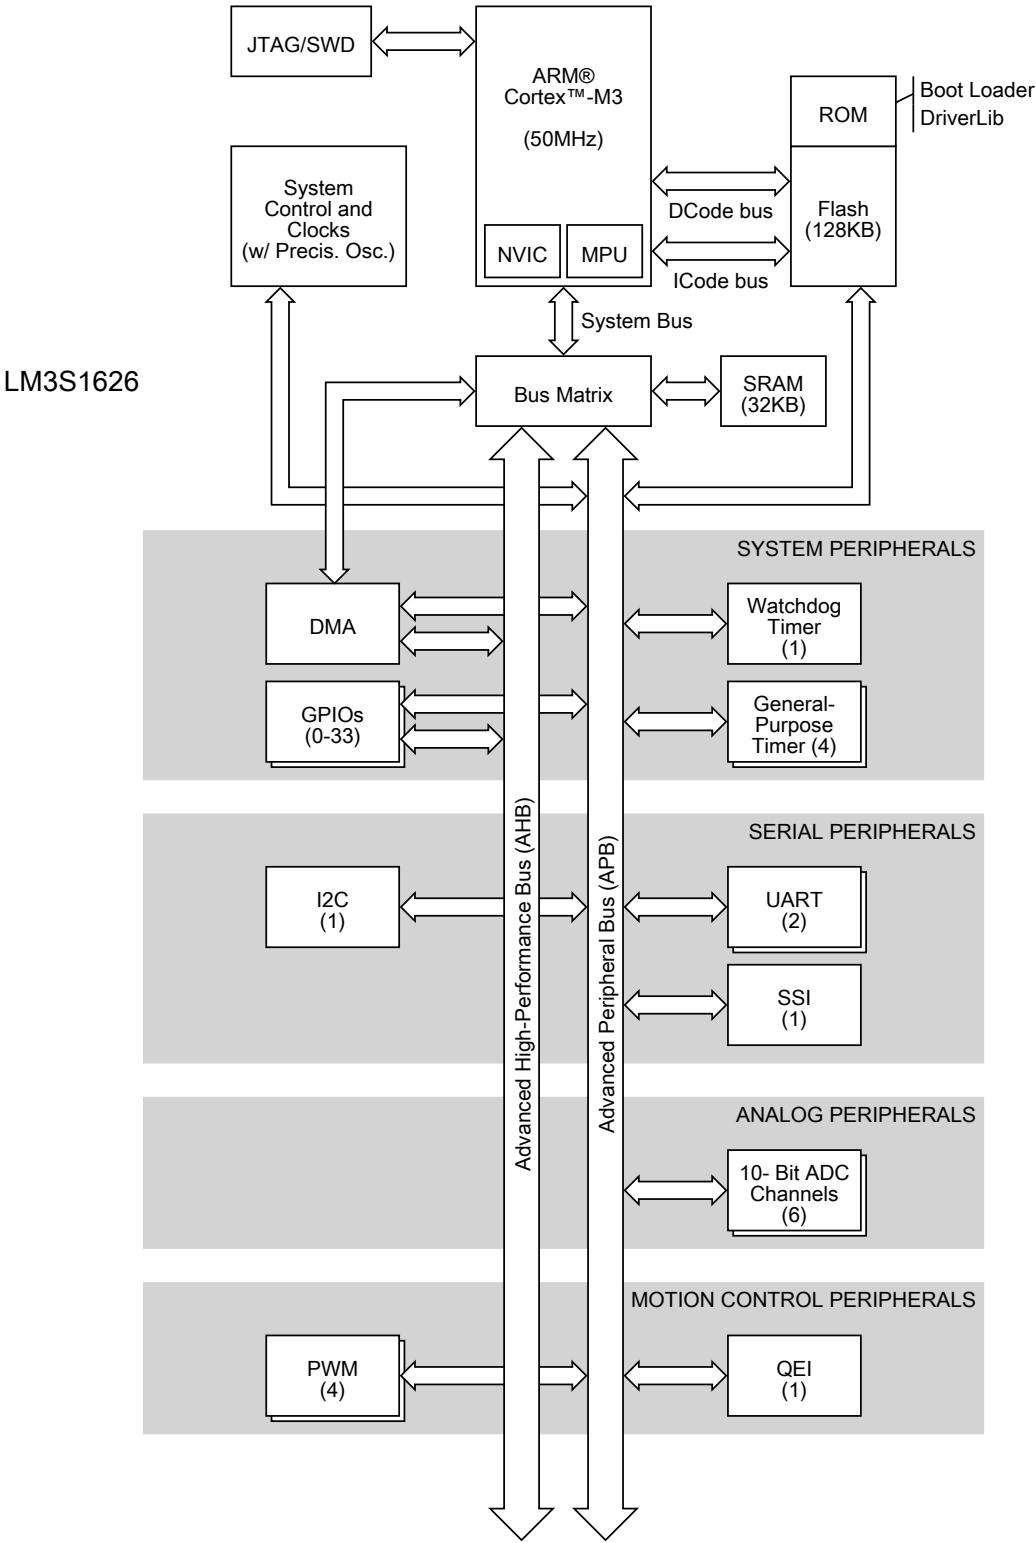 JTAG/SWD
ARM®
Cortex™-M3
(50MHz)
NVIC
MPU
ROM
Boot Loader
DriverLib
System
Control and
Clocks
(w/ Precis. Osc.)
DCode bus
Flash
(128KB)
ICode bus
System Bus
LM3S1626
Bus Matrix
SRAM
(32KB)
SYSTEM PERIPHERALS
DMA
Watchdog
Timer
(1)
GPIOs
(0-33)
General-
Purpose
Timer (4)
Advanced High-Performance Bus (AHB)
Advanced Peripheral Bus (APB)
SERIAL PERIPHERALS
I2C
(1)
UART
(2)
SSI
(1)
ANALOG PERIPHERALS
10- Bit ADC
Channels
(6)
MOTION CONTROL PERIPHERALS
PWM
(4)
QEI
(1)